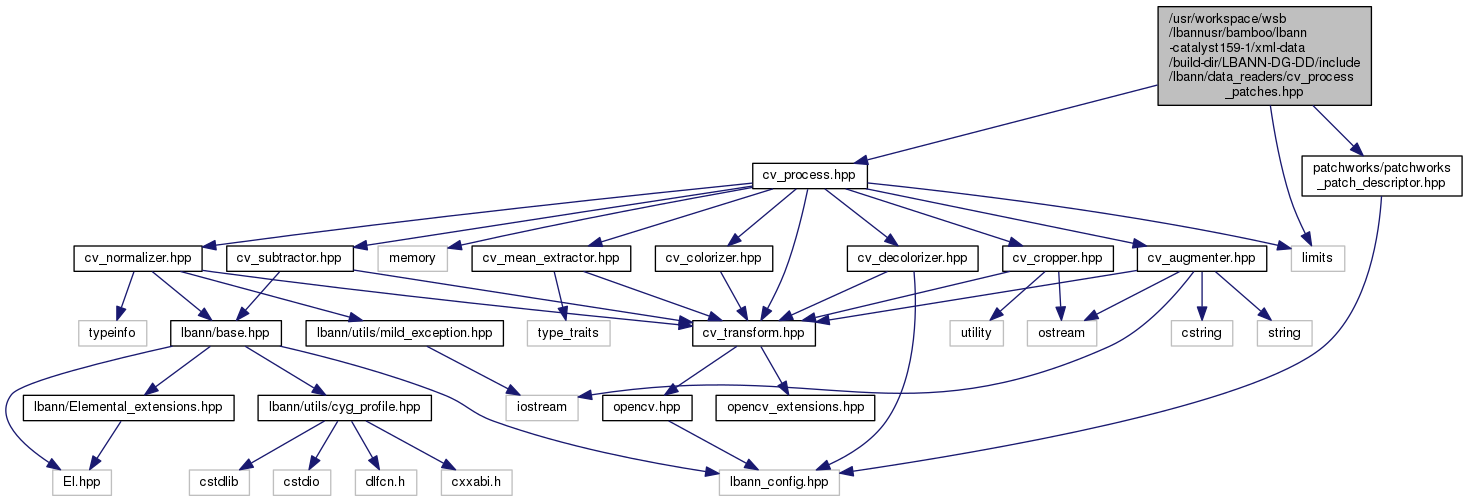 /usr/workspace/wsb
/lbannusr/bamboo/lbann
-catalyst159-1/xml-data
/build-dir/LBANN-DG-DD/include
/lbann/data_readers/cv_process
_patches.hpp
cv_process.hpp
patchworks/patchworks
_patch_descriptor.hpp
cv_normalizer.hpp
cv_subtractor.hpp
memory
cv_mean_extractor.hpp
cv_colorizer.hpp
cv_decolorizer.hpp
cv_cropper.hpp
cv_augmenter.hpp
limits
typeinfo
lbann/base.hpp
lbann/utils/mild_exception.hpp
type_traits
cv_transform.hpp
utility
ostream
cstring
string
lbann/Elemental_extensions.hpp
lbann/utils/cyg_profile.hpp
iostream
opencv.hpp
opencv_extensions.hpp
El.hpp
cstdlib
cstdio
dlfcn.h
cxxabi.h
lbann_config.hpp